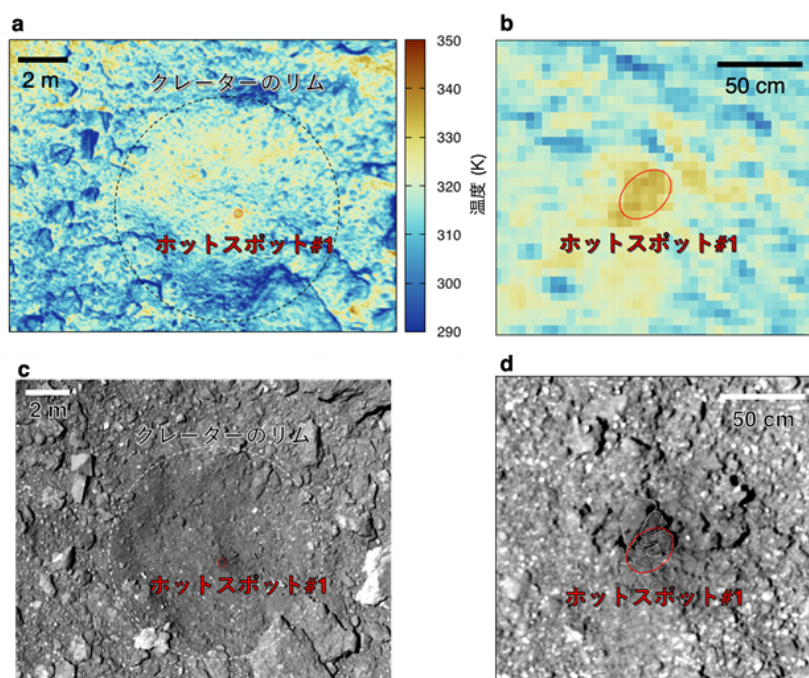 a
2 m
クレーターのリム
ホットスポット#1
350
340
330
320
310
300
290
温度 (K)
b
50 cm
ホットスポット#1
c
2 m
クレーターのリム
ホットスポット#1
d
50 cm
ホットスポット#1